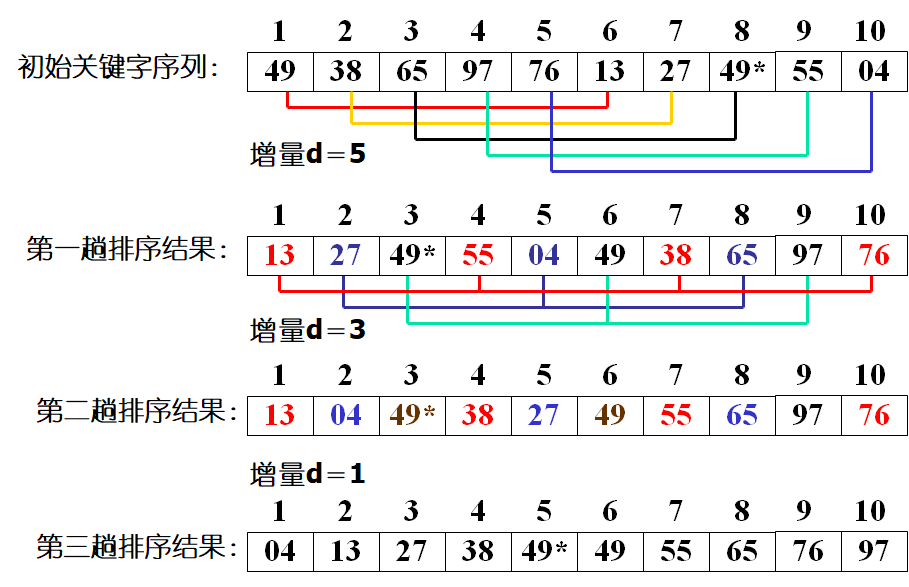 1 2 3 4 5 6 7 8 9 10
初始关键字序列: 49 38 65 97 76 13 27 49* 55 04
增量d=5
1 2 3 4 5 6 7 8 9 10
第一趟排序结果: 13 27 49* 55 04 49 38 65 97 76
增量d=3
1 2 3 4 5 6 7 8 9 10
第二趟排序结果: 13 04 49* 38 27 49 55 65 97 76
增量d=1
1 2 3 4 5 6 7 8 9 10
第三趟排序结果: 04 13 27 38 49* 49 55 65 76 97